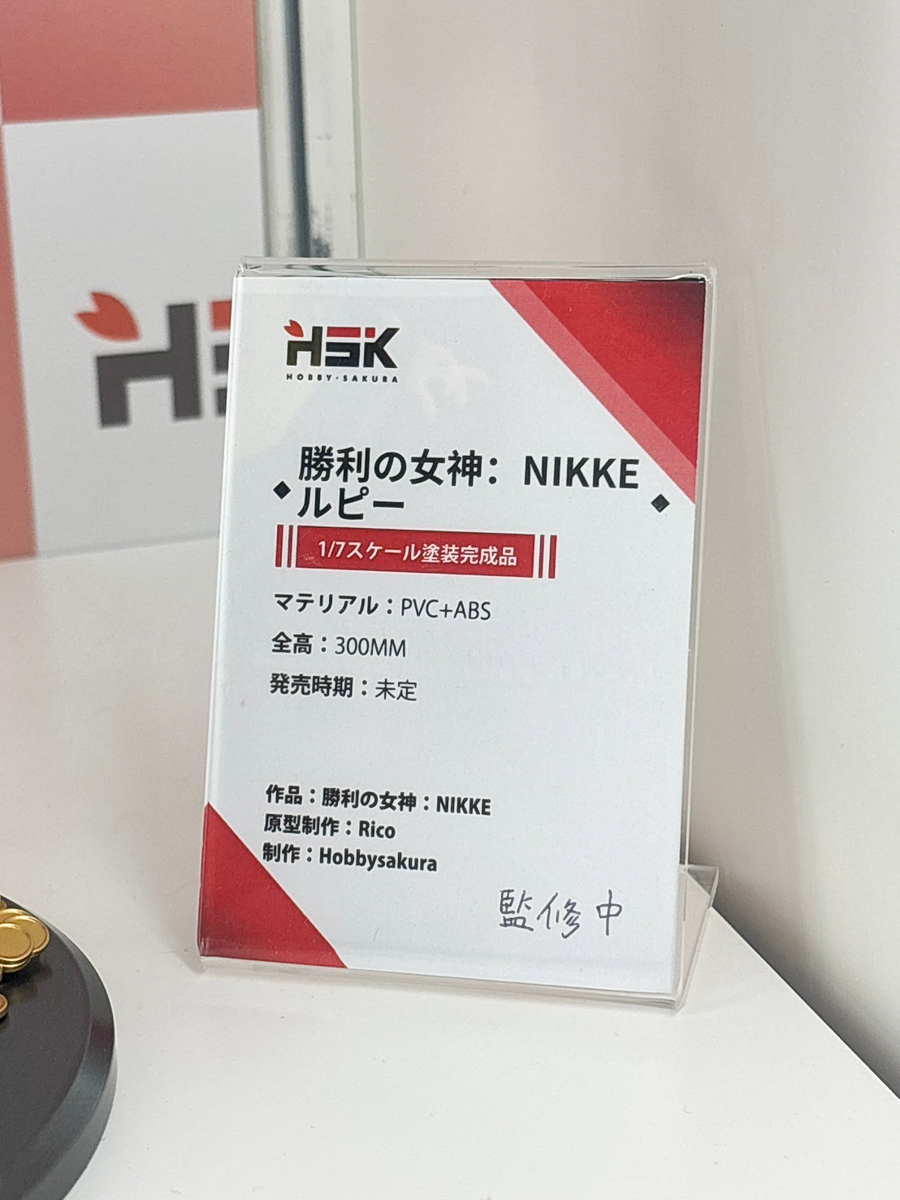 HSK
HSK
HOBBY·SAKURA
勝利の女神：NIKKE
ルピー
1/7スケール塗装完成品
マテリアル：PVC+ABS
全高：300MM
発売時期：未定
作品：勝利の女神：NIKKE
原型制作：Rico
制作：Hobbysakura
監修中